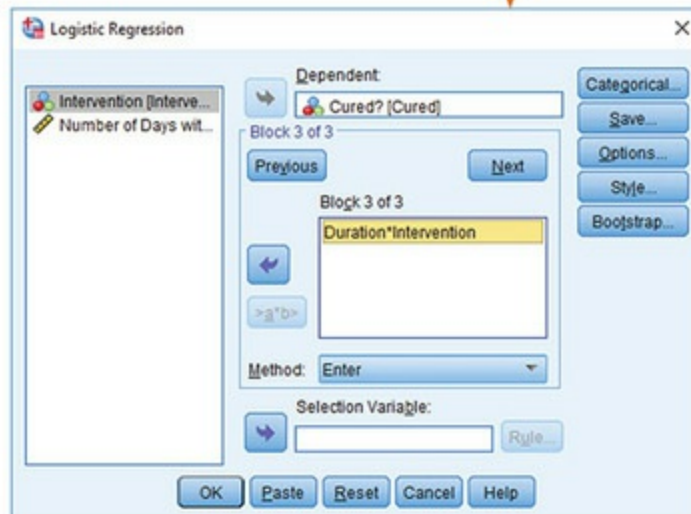 Logistic Regression
Dependent:
Intervention [Interve...
Number of Days wit...
Cured? [Cured]
Block 3 of 3
Previous
Next
Block 3 of 3
Duration*Intervention
>a*b>
Method:
Enter
Selection Variable:
Rule...
Categorical...
Save...
Options...
Style...
Bootstrap...
OK
Paste
Reset
Cancel
Help